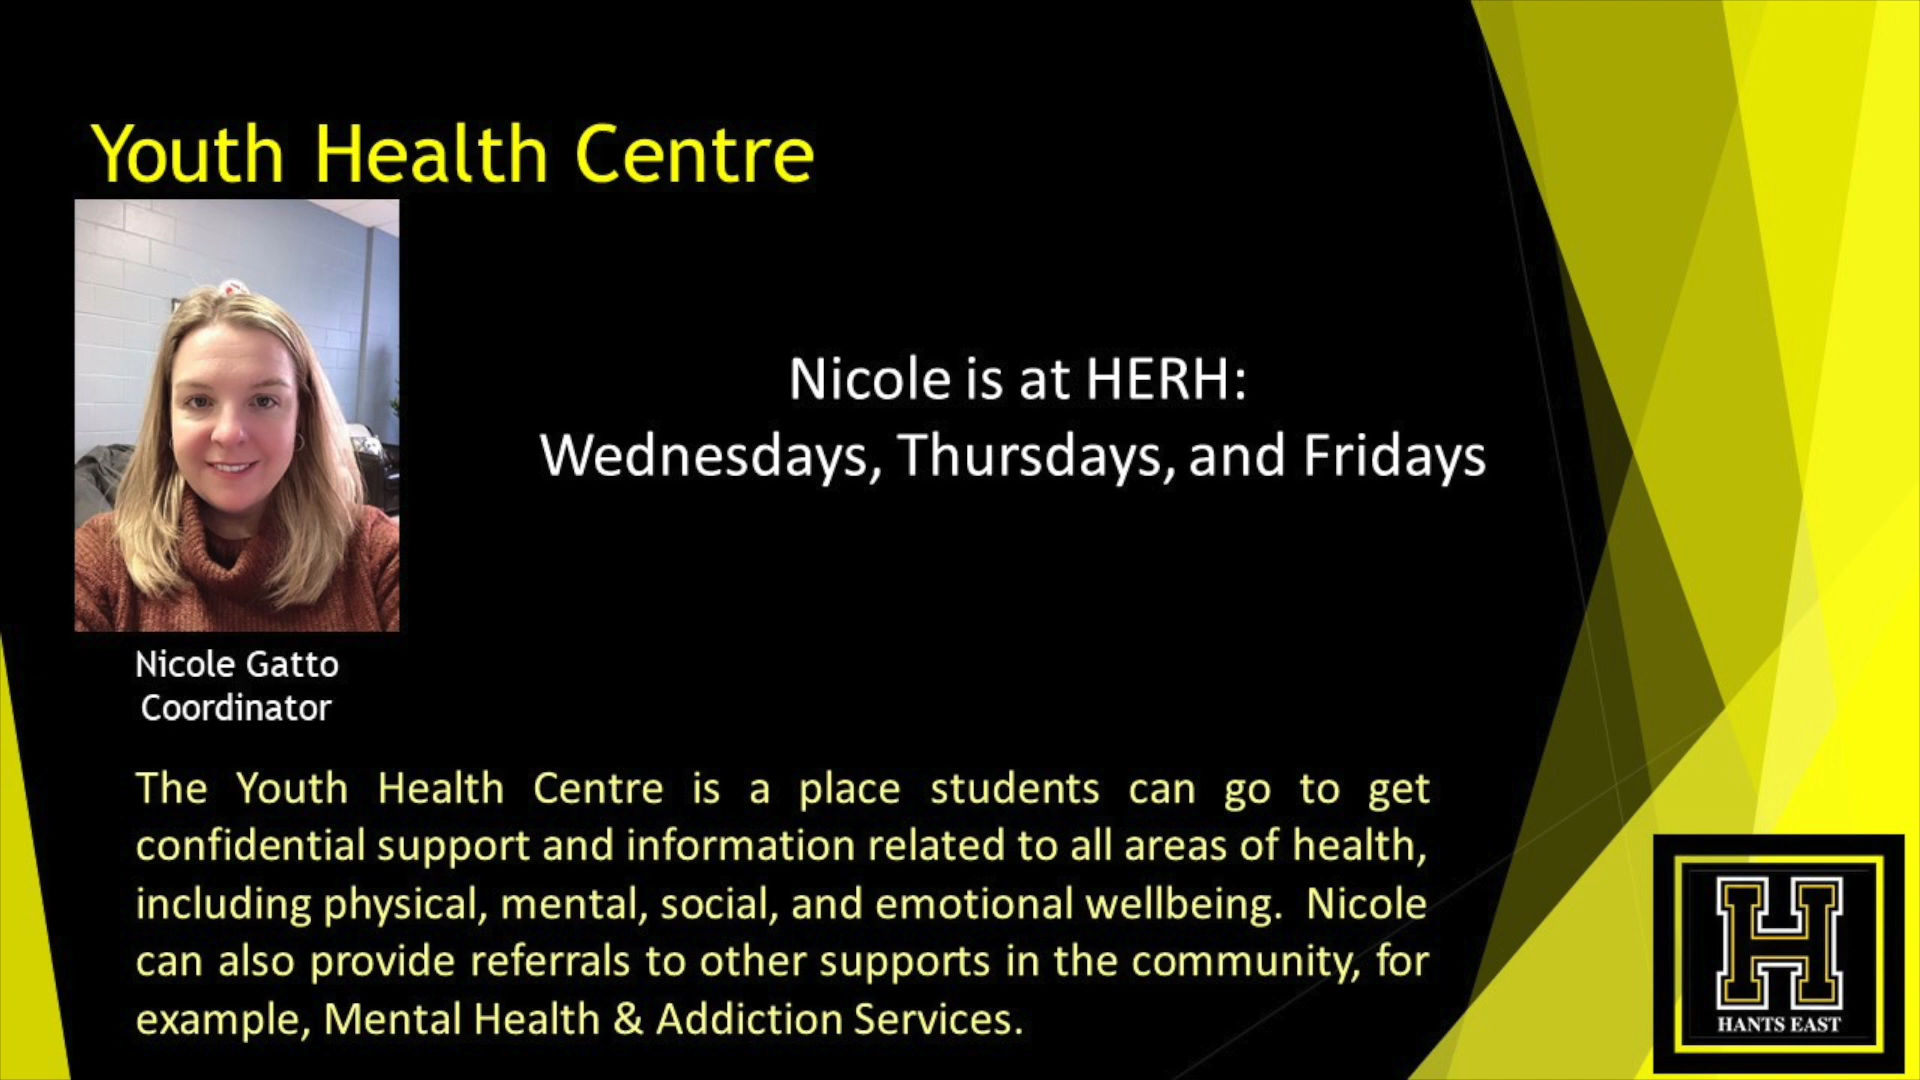 Youth Health Centre
Nicole is at HERH:
Wednesdays, Thursdays, and Fridays
Nicole Gatto
Coordinator
The Youth Health Centre is a place students can go to get
confidential support and information related to all areas of health,
including physical, mental, social, and emotional wellbeing.  Nicole
can also provide referrals to other supports in the community, for
example, Mental Health & Addiction Services.
H
HANTS EAST